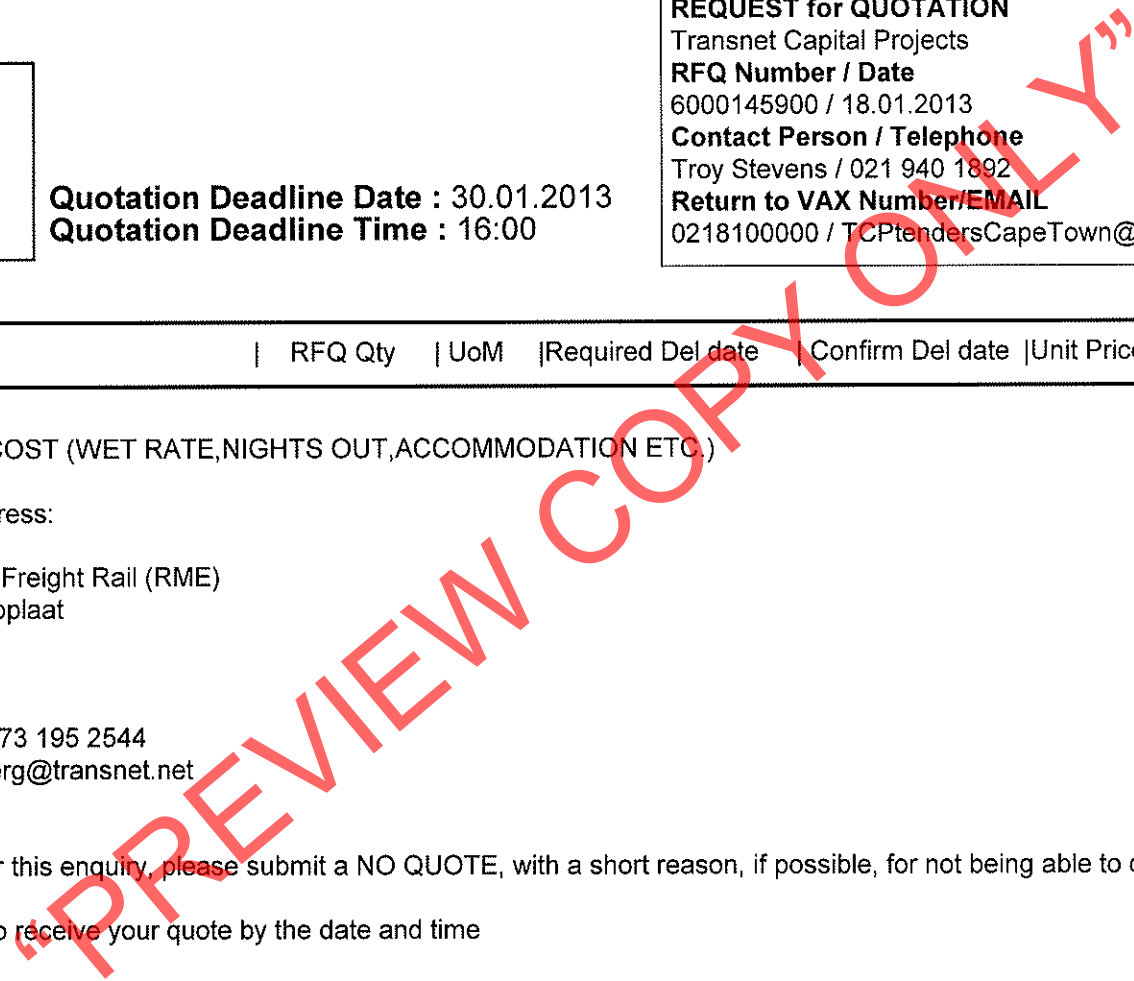 REQUEST for QUOTATION
Transnet Capital Projects
RFQ Number / Date
6000145900 / 18.01.2013
Contact Person / Telephone
Troy Stevens / 021 940 1892
Return to VAX Number/EMAIL
0218100000 / TCPtendersCapeTown@
Quotation Deadline Date : 30.01.2013
Quotation Deadline Time : 16:00
| RFQ Qty | UoM |Required Del date | Confirm Del date |Unit Price
COST (WET RATE,NIGHTS OUT,ACCOMMODATION ETC.)
ress:
Freight Rail (RME)
oplaat
73 195 2544
erg@transnet.net
r this enquiry, please submit a NO QUOTE, with a short reason, if possible, for not being able to
o receive your quote by the date and time
“PREVIEW COPY ONLY”